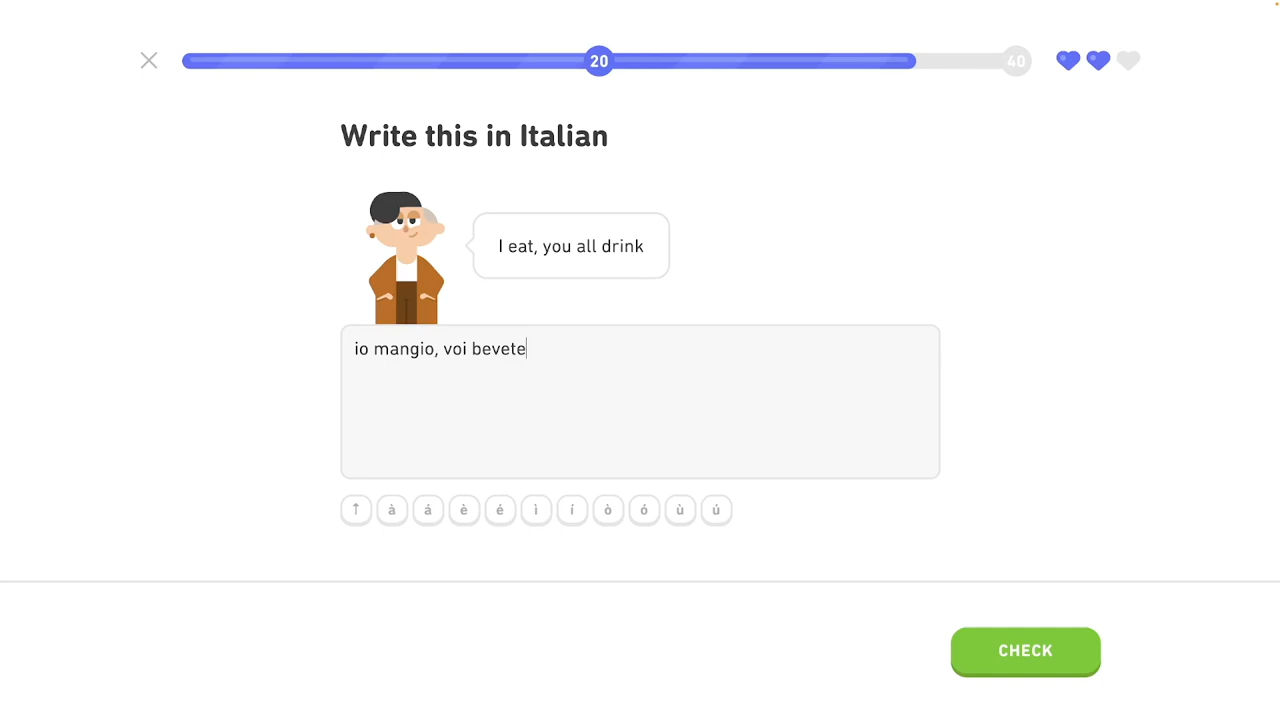 20
40
Write this in Italian
I eat, you all drink
io mangio, voi bevete
↑ à á è é ì í ò ó ù ú
CHECK